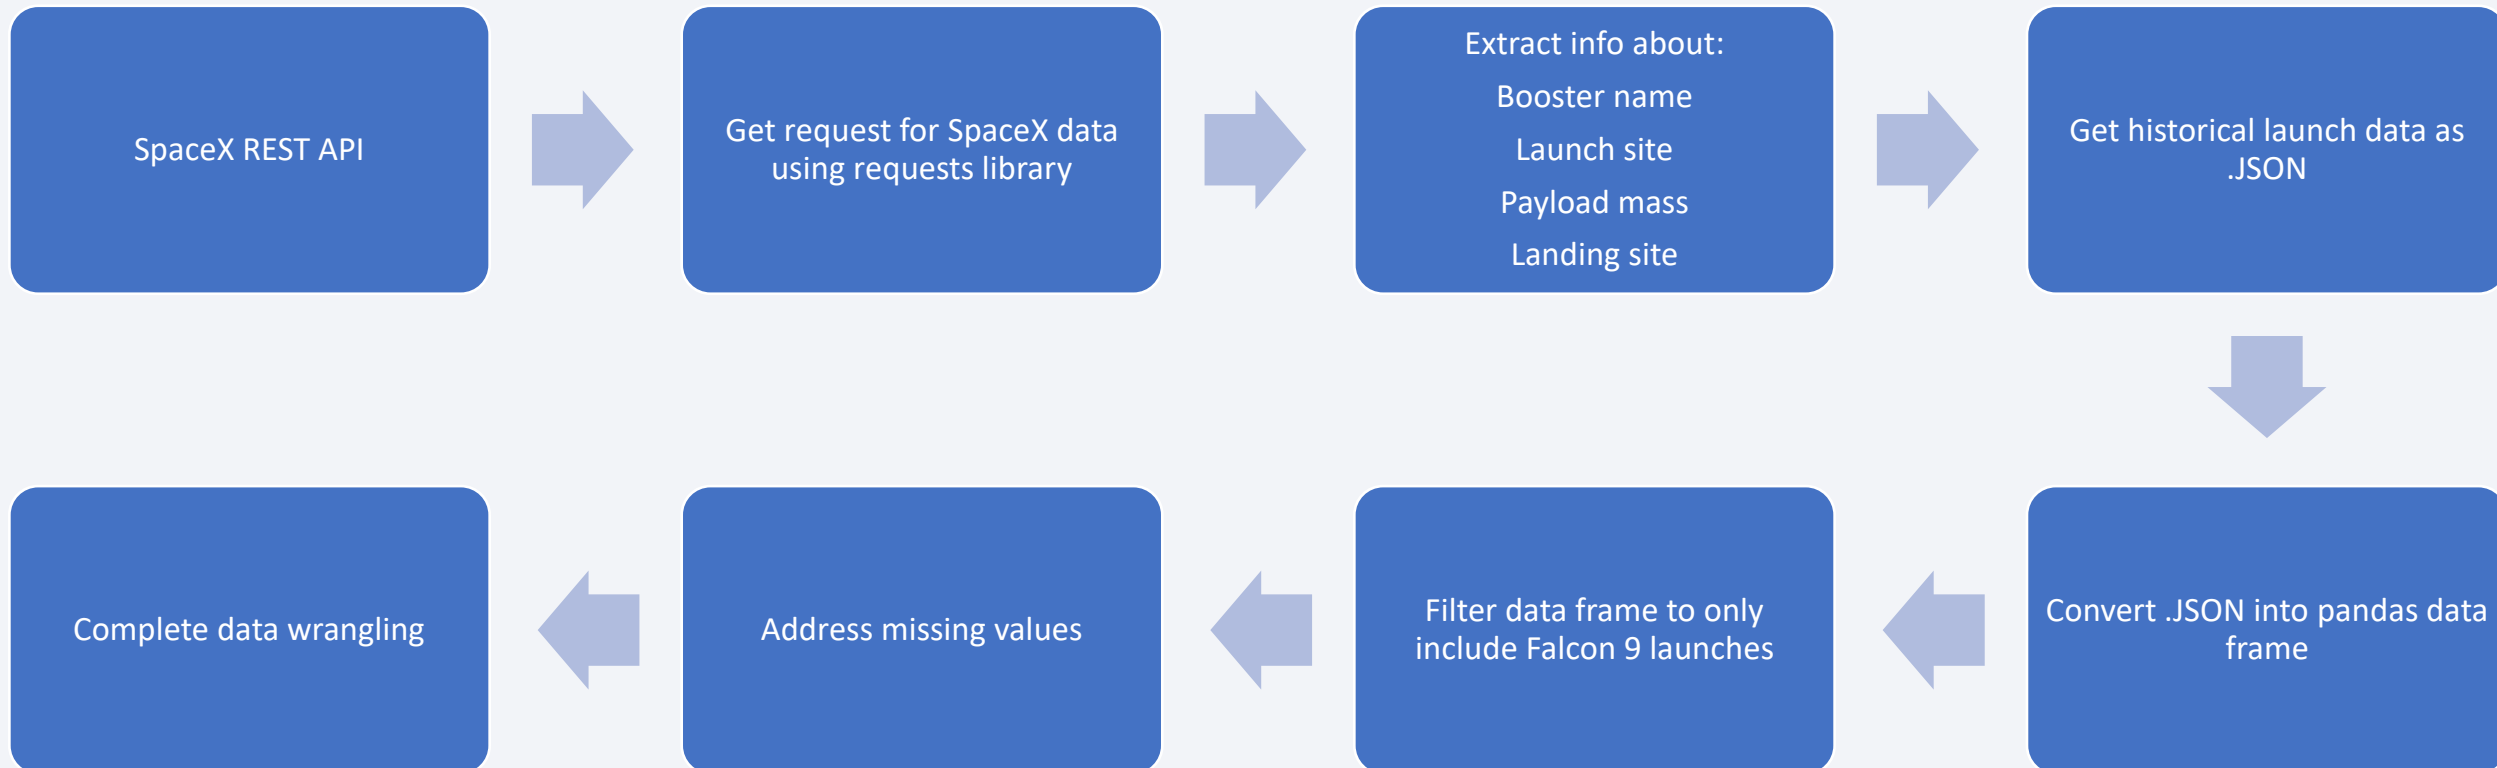 SpaceX REST API
Get request for SpaceX data
using requests library
Extract info about:
Booster name
Launch site
Payload mass
Landing site
Get historical launch data as
.JSON
Convert .JSON into pandas data
frame
Filter data frame to only
include Falcon 9 launches
Address missing values
Complete data wrangling